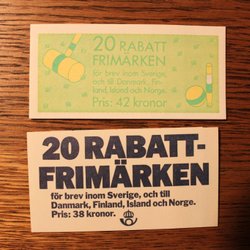 20 RABATT
FRIMÄRKEN
för brev inom Sverige,
och till Danmark, Fin-
land, Island och Norge.
Pris: 42 kronor
20 RABATT-
FRIMÄRKEN
för brev inom Sverige, och till
Danmark, Finland, Island och Norge.
Pris: 38 kronor.